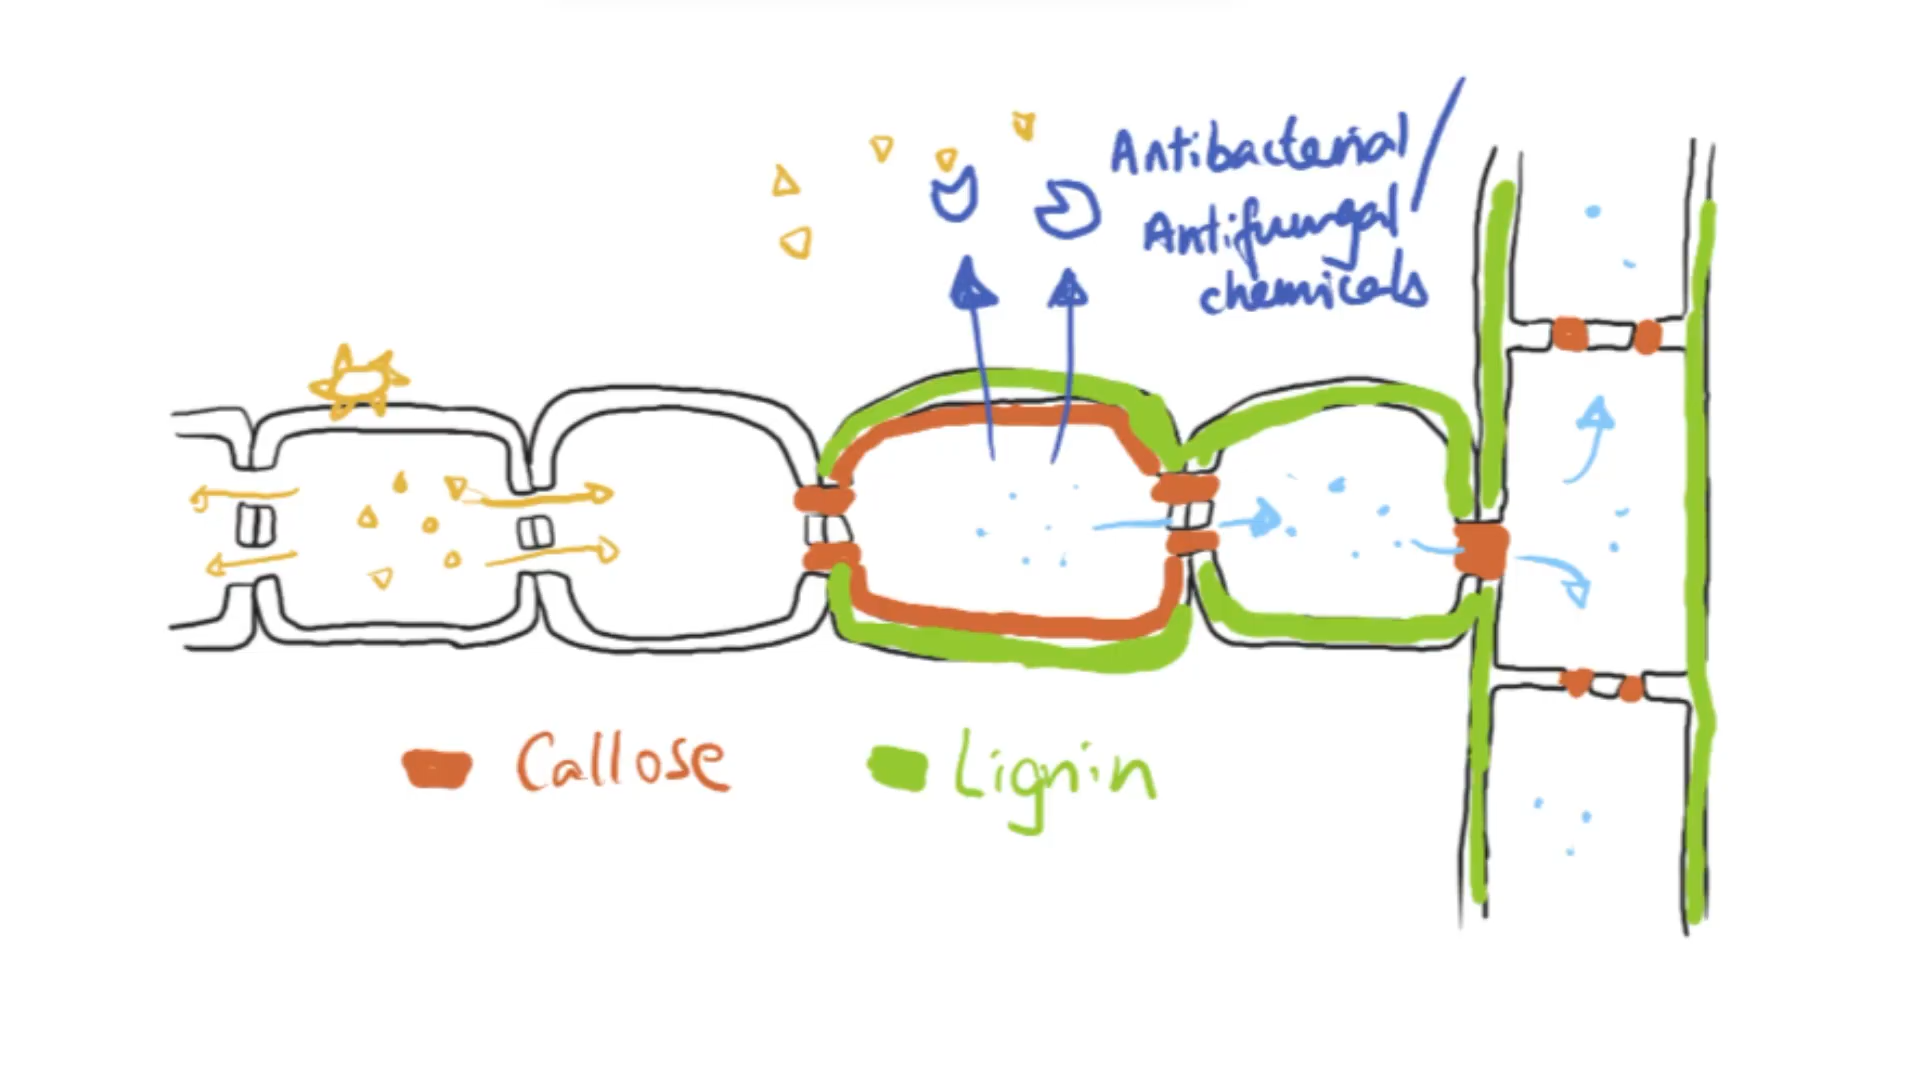 Antibacterial/
Antifungal
chemicals
Callose
Lignin